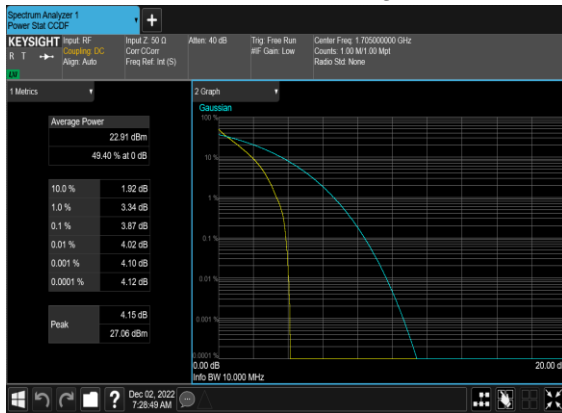 Spectrum Analyzer 1
Power Stat CCDF
+
KEYSIGHT
R T
Input: RF
Coupling: DC
Align: Auto
Input Z: 50 Ω
Corr CCorr
Freq Ref: Int (S)
Atten: 40 dB
Trig: Free Run
#IF Gain: Low
Center Freq: 1.705000000 GHz
Counts: 1.00 M/1.00 Mpt
Radio Std: None
1 Metrics
Average Power
22.91 dBm
49.40 % at 0 dB
10.0 % 1.92 dB
1.0 % 3.34 dB
0.1 % 3.87 dB
0.01 % 4.02 dB
0.001 % 4.10 dB
0.0001 % 4.12 dB
Peak
4.15 dB
27.06 dBm
2 Graph
Gaussian
100 %
10 %
1 %
0.1 %
0.01 %
0.001 %
0.0001 %
0.00 dB
20.00 d
Info BW 10.000 MHz
?
Dec 02, 2022
7:28:49 AM